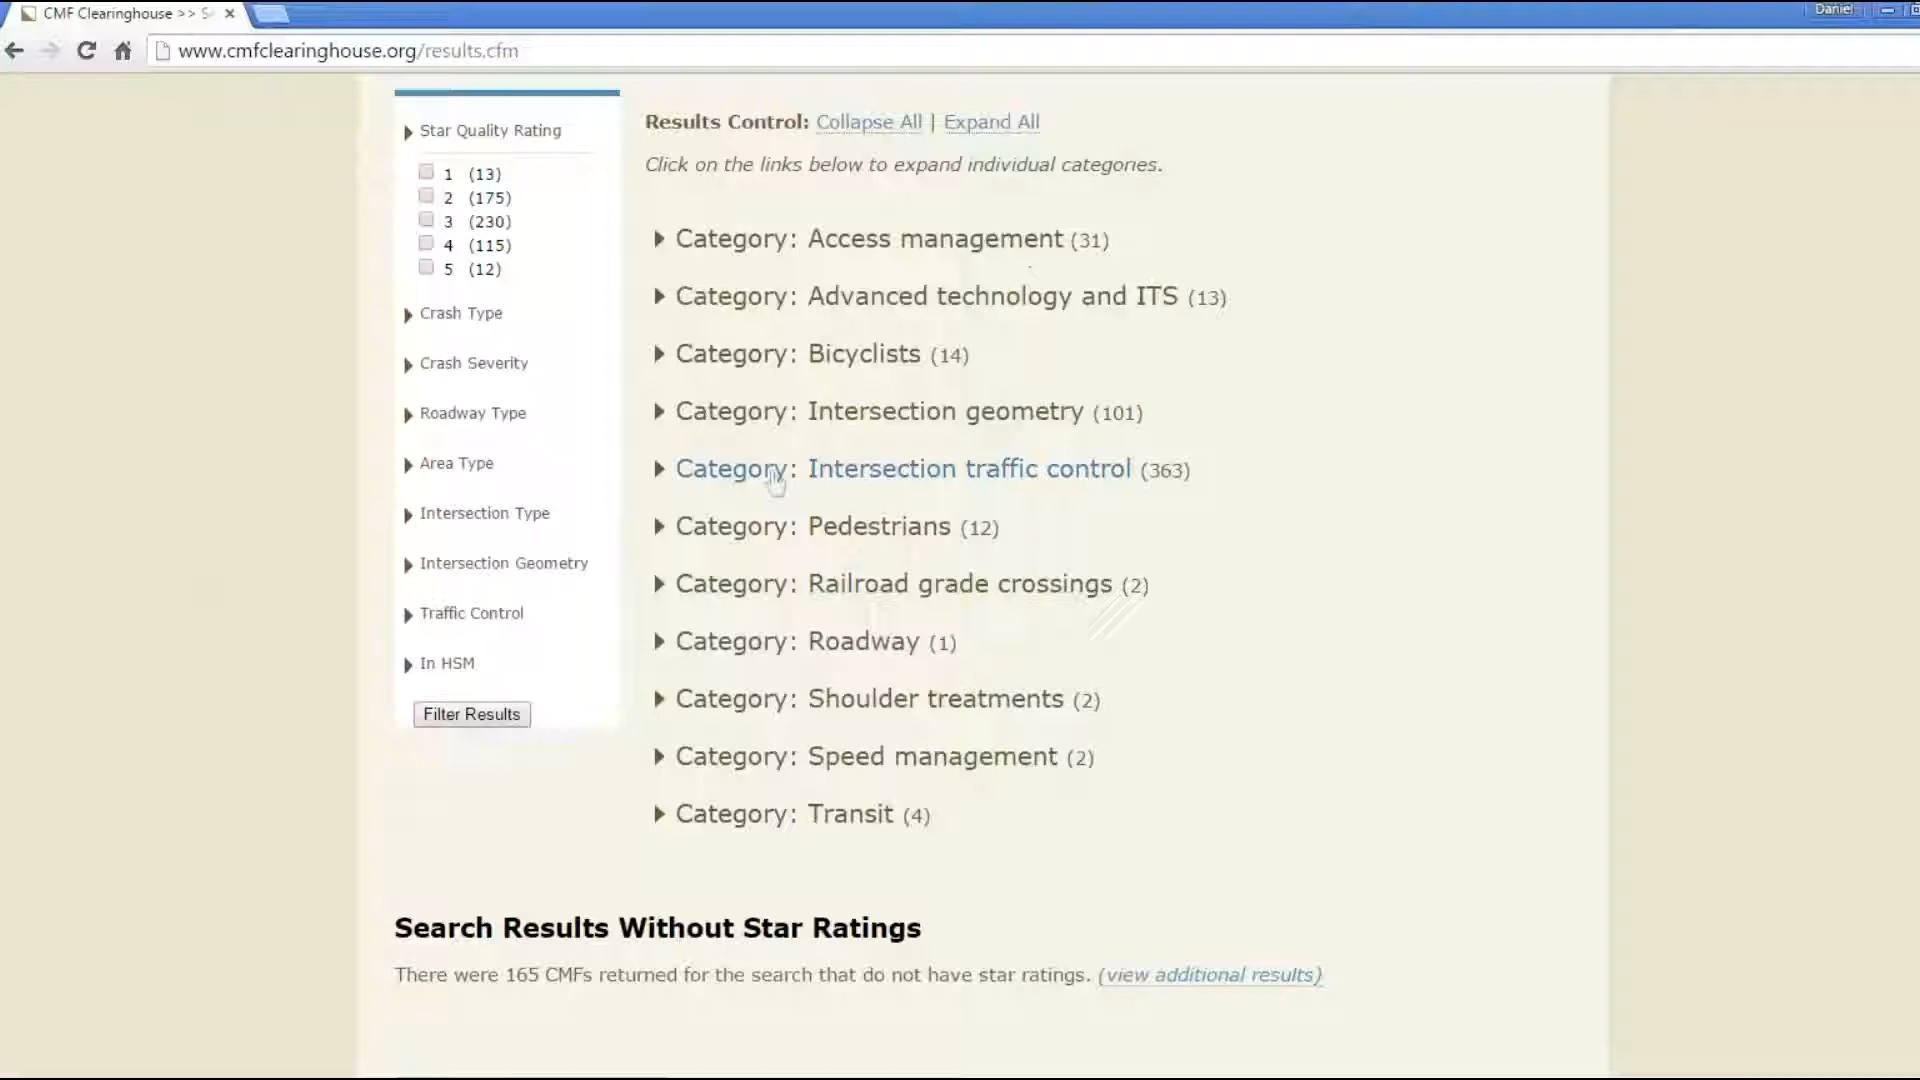 CMF Clearinghouse >> S
Daniel
www.cmfclearinghouse.org/results.cfm
Star Quality Rating
1 (13)
2 (175)
3 (230)
4 (115)
5 (12)
Crash Type
Crash Severity
Roadway Type
Area Type
Intersection Type
Intersection Geometry
Traffic Control
In HSM
Filter Results
Results Control: Collapse All | Expand All
Click on the links below to expand individual categories.
Category: Access management (31)
Category: Advanced technology and ITS (13)
Category: Bicyclists (14)
Category: Intersection geometry (101)
Category: Intersection traffic control (363)
Category: Pedestrians (12)
Category: Railroad grade crossings (2)
Category: Roadway (1)
Category: Shoulder treatments (2)
Category: Speed management (2)
Category: Transit (4)
Search Results Without Star Ratings
There were 165 CMFs returned for the search that do not have star ratings. (view additional results)